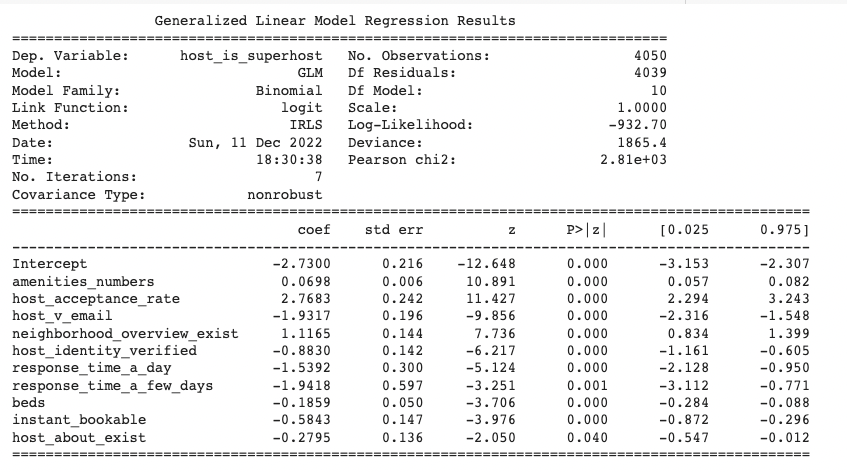 Generalized Linear Model Regression Results
==============================================================================
Dep. Variable: host_is_superhost No. Observations: 4050
Model: GLM Df Residuals: 4039
Model Family: Binomial Df Model: 10
Link Function: logit Scale: 1.0000
Method: IRLS Log-Likelihood: -932.70
Date: Sun, 11 Dec 2022 Deviance: 1865.4
Time: 18:30:38 Pearson chi2: 2.81e+03
No. Iterations: 7
Covariance Type: nonrobust
==============================================================================================
coef std err z P>|z| [0.025 0.975]
----------------------------------------------------------------------------------------------
Intercept -2.7300 0.216 -12.648 0.000 -3.153 -2.307
amenities_numbers 0.0698 0.006 10.891 0.000 0.057 0.082
host_acceptance_rate 2.7683 0.242 11.427 0.000 2.294 3.243
host_v_email -1.9317 0.196 -9.856 0.000 -2.316 -1.548
neighborhood_overview_exist 1.1165 0.144 7.736 0.000 0.834 1.399
host_identity_verified -0.8830 0.142 -6.217 0.000 -1.161 -0.605
response_time_a_day -1.5392 0.300 -5.124 0.000 -2.128 -0.950
response_time_a_few_days -1.9418 0.597 -3.251 0.001 -3.112 -0.771
beds -0.1859 0.050 -3.706 0.000 -0.284 -0.088
instant_bookable -0.5843 0.147 -3.976 0.000 -0.872 -0.296
host_about_exist -0.2795 0.136 -2.050 0.040 -0.547 -0.012
==============================================================================================